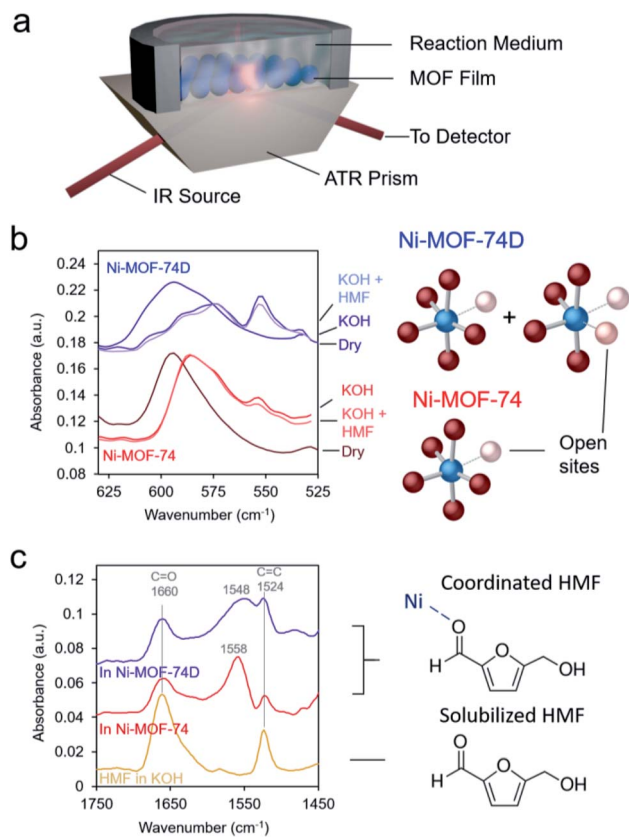 a
Reaction Medium
MOF Film
To Detector
ATR Prism
IR Source
b
Ni-MOF-74D
0.24
0.22
0.2
0.18
0.16
0.14
0.12
0.1
0.08
Absorbance (a.u.)
KOH +
HMF
KOH
Dry
KOH
KOH +
HMF
Dry
Ni-MOF-74
625
600
575
550
525
Wavenumber (cm⁻¹)
Ni-MOF-74D
+
Ni-MOF-74
Open
sites
c
0.12
0.1
0.08
0.06
0.04
0.02
0
Absorbance (a.u.)
C=O
1660
1548
C=C
1524
1558
In Ni-MOF-74D
In Ni-MOF-74
HMF in KOH
1750
1650
1550
1450
Wavenumber (cm⁻¹)
Coordinated HMF
Ni
O
H
O
OH
Solubilized HMF
O
H
O
OH